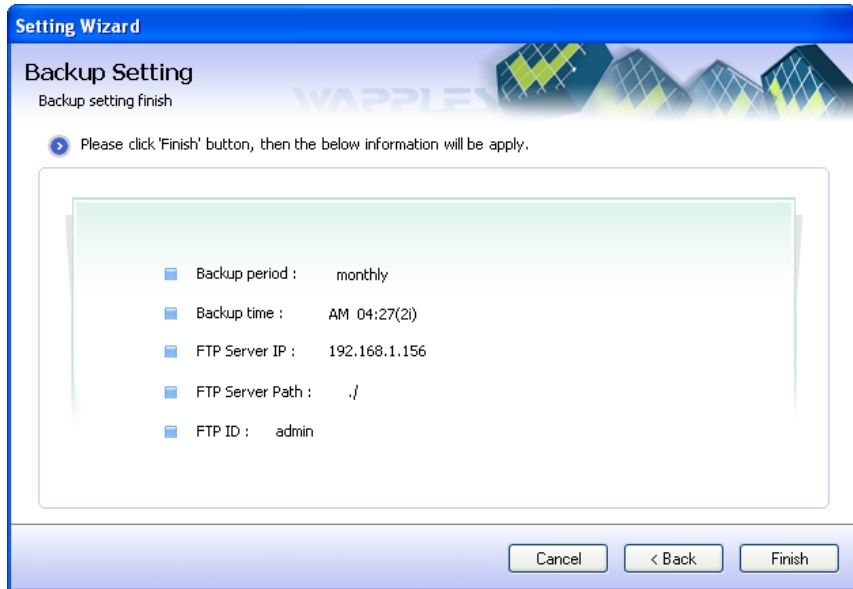 Setting Wizard
Backup Setting
Backup setting finish
WAPPLES
Please click 'Finish' button, then the below information will be apply.
Backup period : monthly
Backup time : AM 04:27(2i)
FTP Server IP : 192.168.1.156
FTP Server Path : ./
FTP ID : admin
Cancel < Back Finish